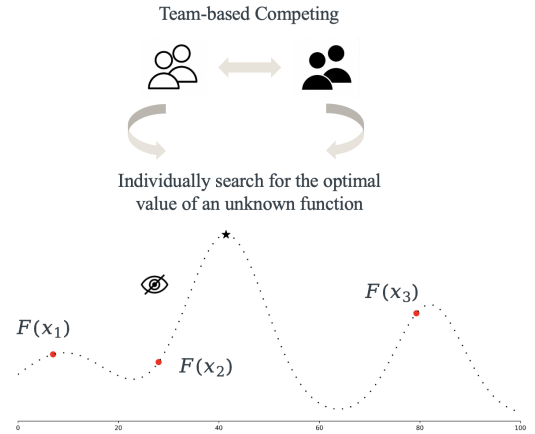 Team-based Competing
Individually search for the optimal
value of an unknown function
F(x₃)
F(x₁)
F(x₂)
0 20 40 60 80 100